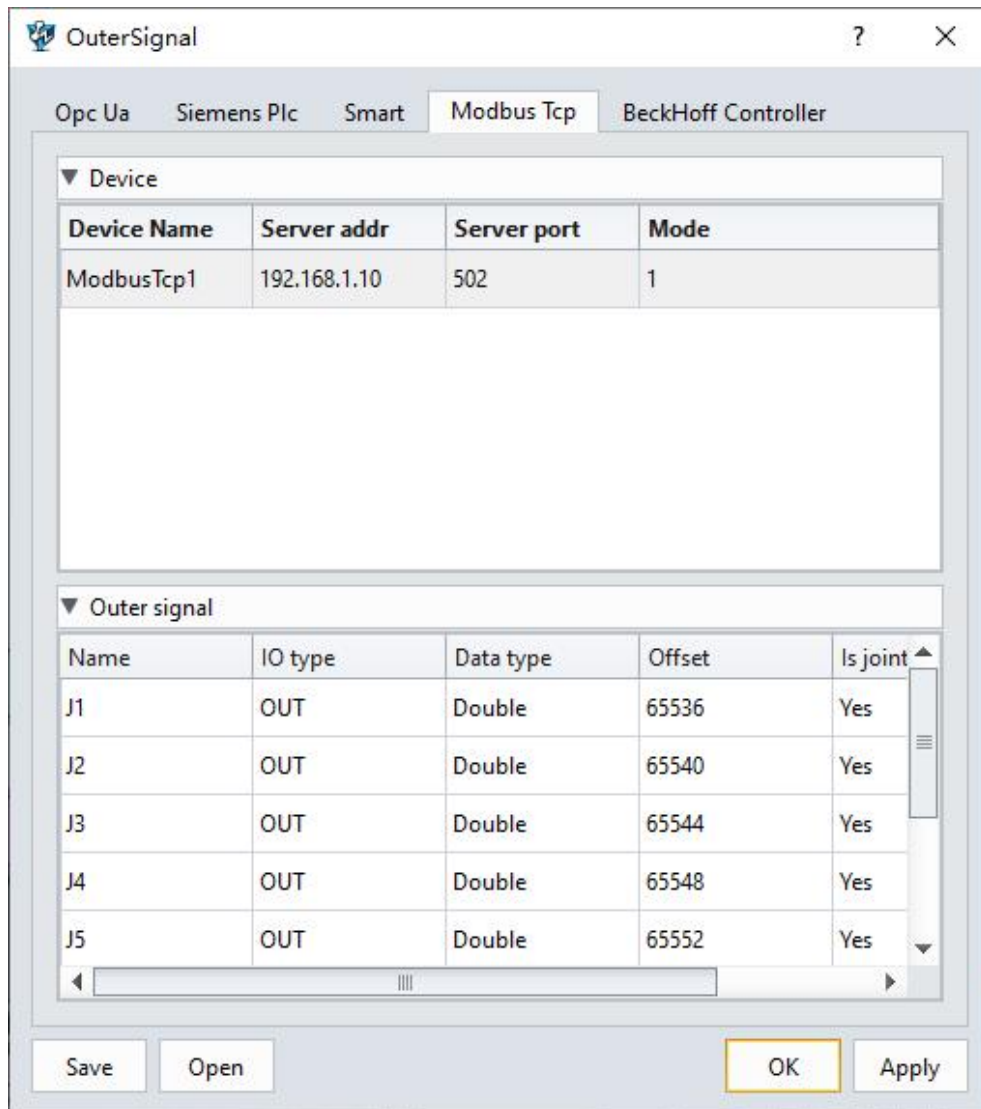 OuterSignal
Opc Ua Siemens Plc Smart Modbus Tcp BeckHoff Controller
Device
Device Name Server addr Server port Mode
ModbusTcp1 192.168.1.10 502 1
Outer signal
Name IO type Data type Offset Is joint
J1 OUT Double 65536 Yes
J2 OUT Double 65540 Yes
J3 OUT Double 65544 Yes
J4 OUT Double 65548 Yes
J5 OUT Double 65552 Yes
Save Open OK Apply